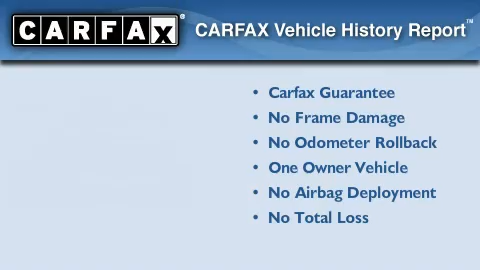 CARFAX® CARFAX Vehicle History Report™
• Carfax Guarantee
• No Frame Damage
• No Odometer Rollback
• One Owner Vehicle
• No Airbag Deployment
• No Total Loss